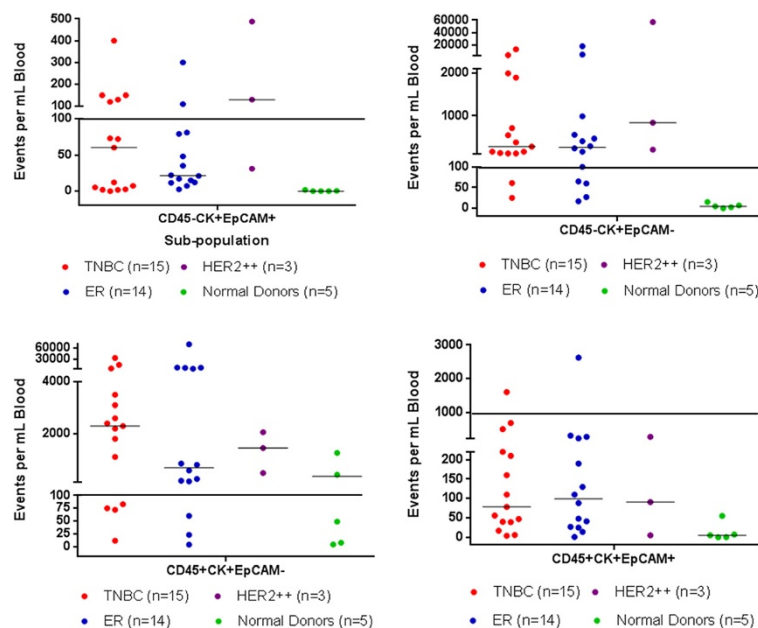 Events per mL Blood
500
400
300
200
100
50
0
CD45-CK+EpCAM+
Sub-population
TNBC (n=15)
HER2++ (n=3)
ER (n=14)
Normal Donors (n=5)
Events per mL Blood
60000
40000
20000
2000
1000
100
50
0
CD45-CK+EpCAM-
TNBC (n=15)
HER2++ (n=3)
ER (n=14)
Normal Donors (n=5)
Events per mL Blood
60000
30000
4000
2000
100
75
50
25
0
CD45+CK+EpCAM-
TNBC (n=15)
HER2++ (n=3)
ER (n=14)
Normal Donors (n=5)
Events per mL Blood
3000
2000
1000
200
150
100
50
0
CD45+CK+EpCAM+
TNBC (n=15)
HER2++ (n=3)
ER (n=14)
Normal Donors (n=5)